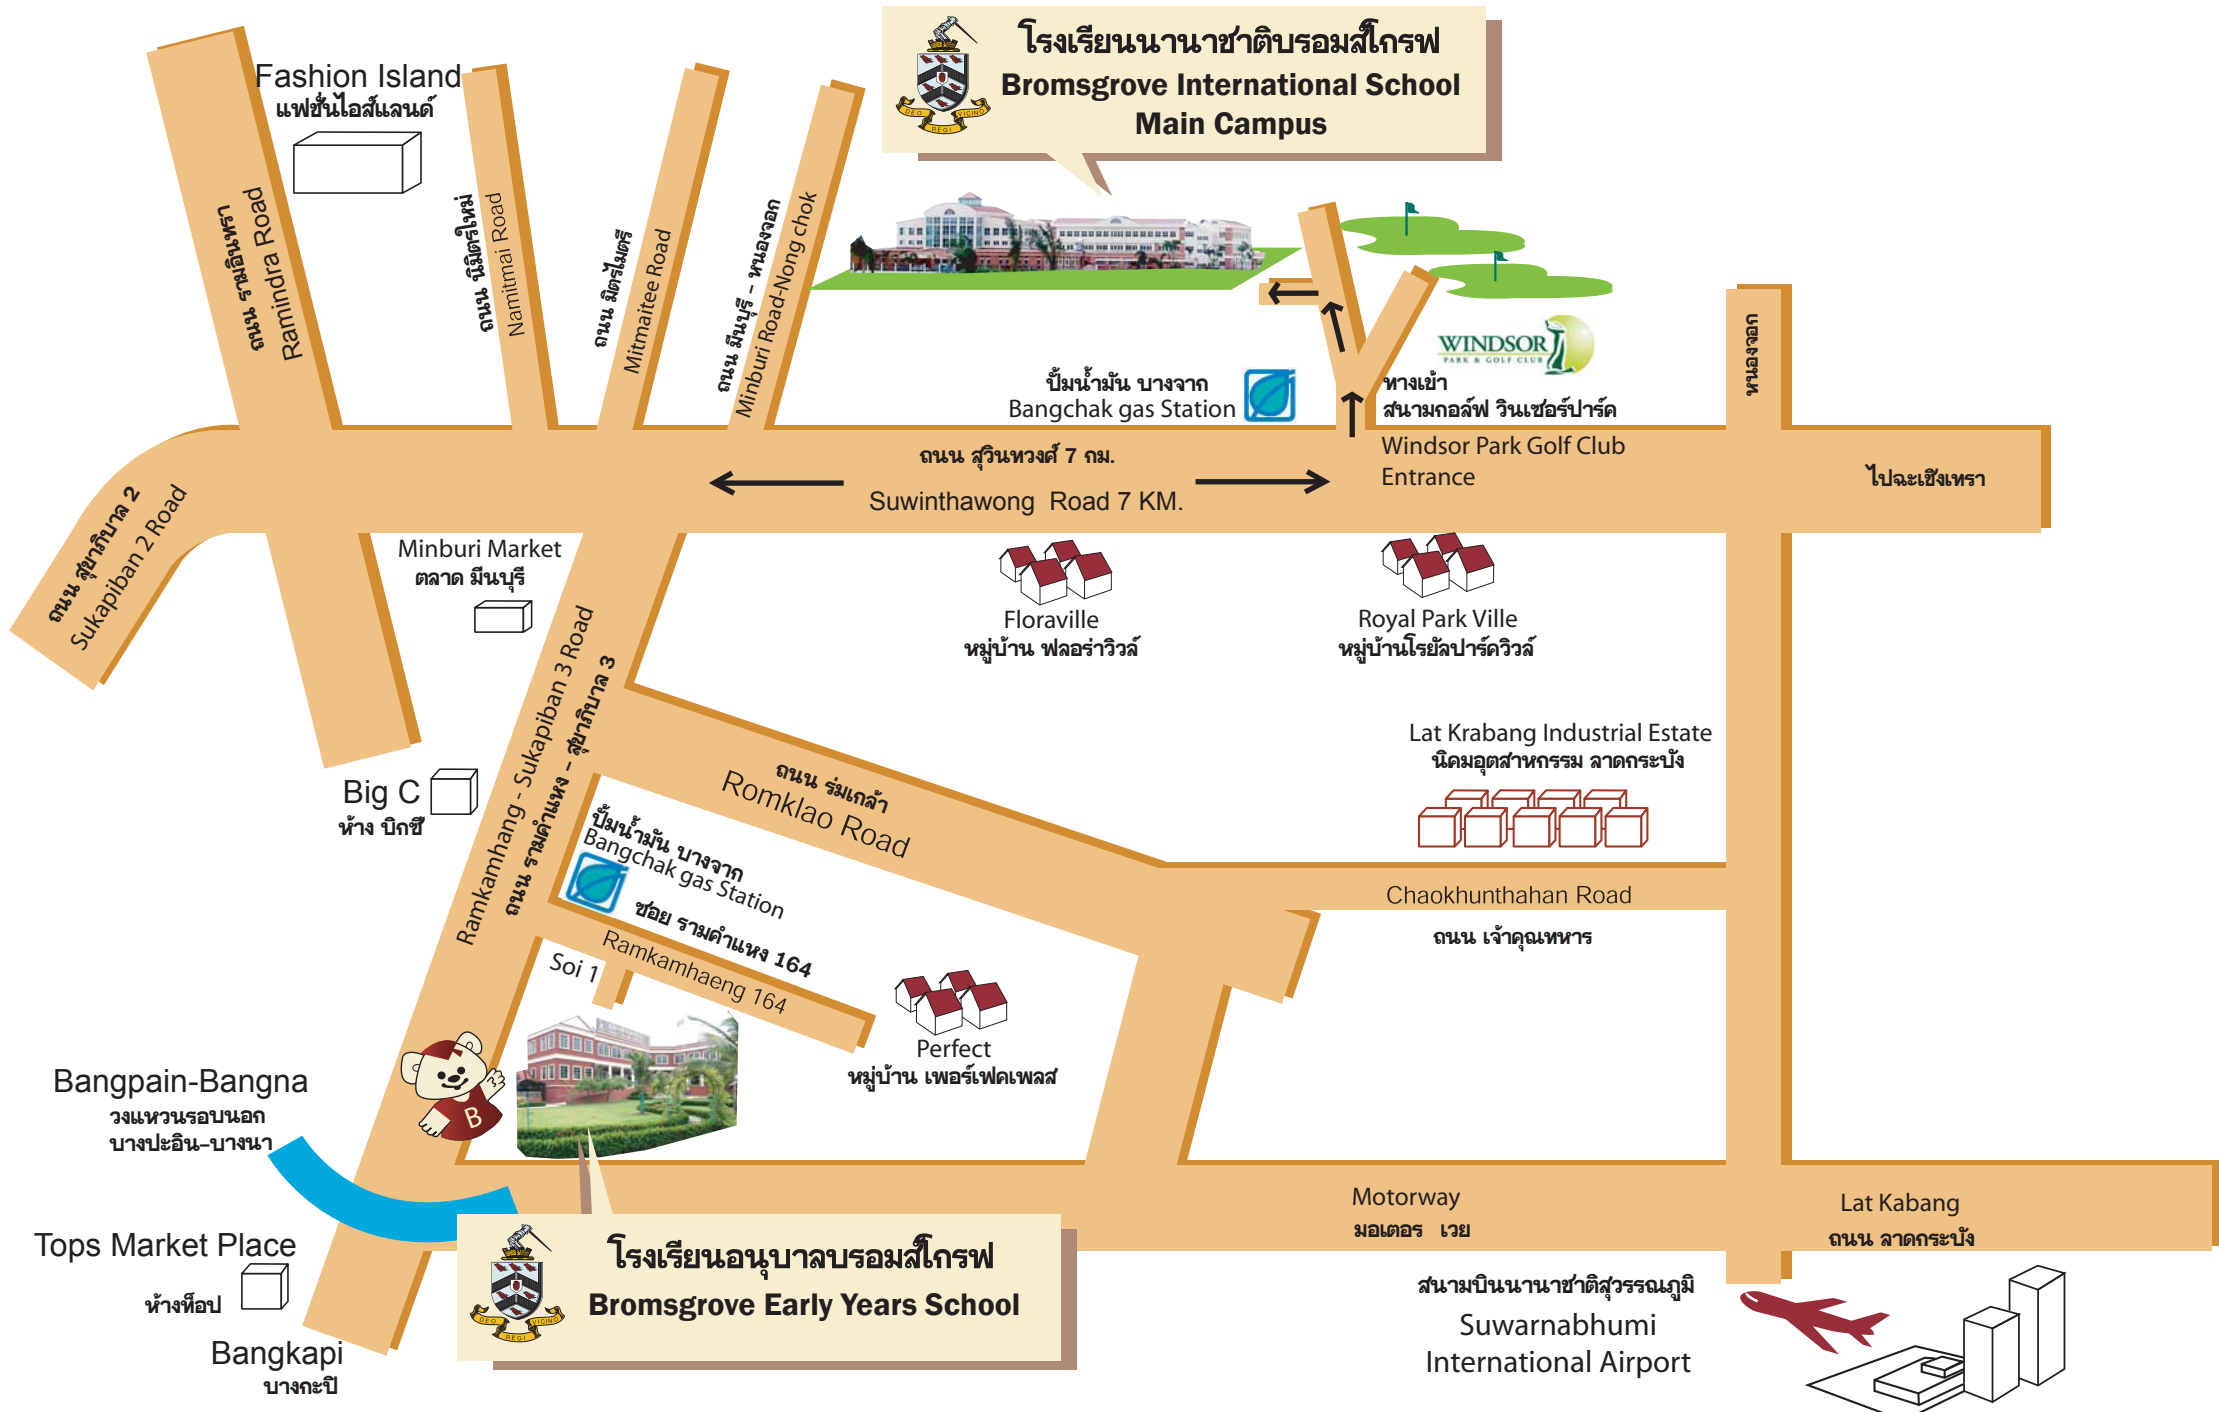 โรงเรียนนานาชาติบรอมส์โกรฟ
Bromsgrove International School
Main Campus
DEO REGI VICINO
Fashion Island
แฟชั่นไอส์แลนด์
ถนน รามอินทรา
Ramindra Road
ถนน นิมิตรใหม่
Namitmai Road
ถนน มิตรไมตรี
Mitmaitee Road
ถนน มีนบุรี - หนองจอก
Minburi Road-Nong chok
WINDSOR
PARK & GOLF CLUB
ปั้มน้ำมัน บางจาก
Bangchak gas Station
ทางเข้า
สนามกอล์ฟ วินเซอร์ปาร์ค
Windsor Park Golf Club
Entrance
หนองจอก
ถนน สุวินทวงศ์ 7 กม.
Suwinthawong Road 7 KM.
ไปฉะเชิงเทรา
ถนน สุขาภิบาล 2
Sukapiban 2 Road
Minburi Market
ตลาด มีนบุรี
Floraville
หมู่บ้าน ฟลอร่าวิวล์
Royal Park Ville
หมู่บ้านโรยัลปาร์ควิวล์
Ramkamhang - Sukapiban 3 Road
ถนน รามคำแหง - สุขาภิบาล 3
Lat Krabang Industrial Estate
นิคมอุตสาหกรรม ลาดกระบัง
ถนน ร่มเกล้า
Romklao Road
Big C
ห้าง บิกซี
ปั้มน้ำมัน บางจาก
Bangchak gas Station
ซอย รามคำแหง 164
Ramkamhaeng 164
Soi 1
Chaokhunthahan Road
ถนน เจ้าคุณทหาร
Perfect
หมู่บ้าน เพอร์เฟคเพลส
B
Bangpain-Bangna
วงแหวนรอบนอก
บางปะอิน-บางนา
Motorway
มอเตอร เวย
Lat Kabang
ถนน ลาดกระบัง
Tops Market Place
ห้างท็อป
โรงเรียนอนุบาลบรอมส์โกรฟ
Bromsgrove Early Years School
DEO REGI VICINO
สนามบินนานาชาติสุวรรณภูมิ
Suwarnabhumi
International Airport
Bangkapi
บางกะปิ